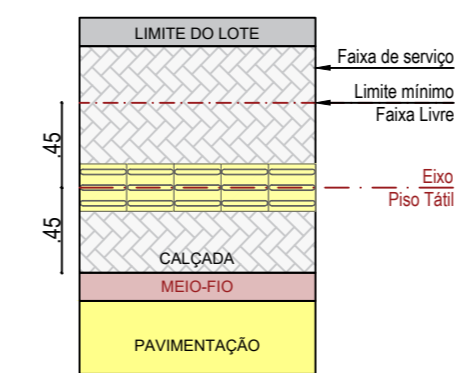 LIMITE DO LOTE
Faixa de serviço
Limite mínimo
Faixa Livre
.45
Eixo
Piso Tátil
.45
CALÇADA
MEIO-FIO
PAVIMENTAÇÃO